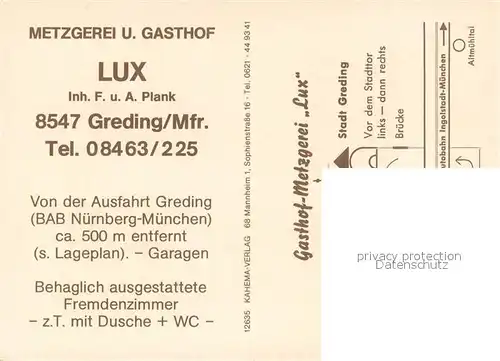 METZGEREI U. GASTHOF
LUX
Inh. F. u. A. Plank
8547 Greding/Mfr.
Tel. 08463/225
Von der Ausfahrt Greding
(BAB Nürnberg-München)
ca. 500 m entfernt
(s. Lageplan). – Garagen
Behaglich ausgestattete
Fremdenzimmer
– z.T. mit Dusche + WC –
12635 KAHEMA-VERLAG 68 Mannheim 1, Sophienstraße 16 · Tel. 0621 - 44 93 41
Gasthof-Metzgerei „Lux"
Stadt Greding
Vor dem Stadttor
links – dann rechts
Brücke
Ingolstadt-München
Altmühltal
privacy protection
Datenschutz